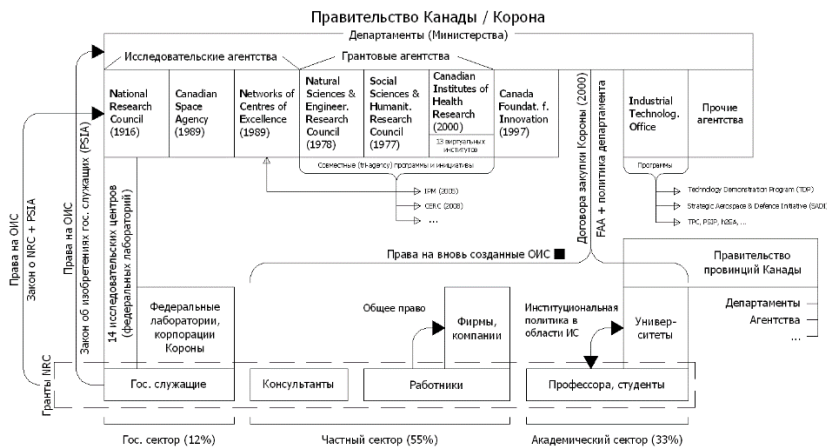 Правительство Канады / Корона
Департаменты (Министерства)
Исследовательские агентства
Грантовые агентства
National
Research
Council
(1916)
Canadian
Space
Agency
(1989)
Networks of
Centres of
Excellence
(1989)
Natural
Sciences &
Engineer.
Research
Council
(1978)
Social
Sciences &
Humanit.
Research
Council
(1977)
Canadian
Institutes of
Health
Research
(2000)
13 виртуальных
институтов
Canada
Foundat. f.
Innovation
(1997)
Договора закупки Короны (2000)
FAA + политика департамента
Industrial
Technolog.
Office
Прочие
агентства
Совместные (tri-agency) программы и инициативы
IPM (2005)
CERC (2008)
...
Программы
Technology Demonstration Program (TDP)
Strategic Aerospace & Defence Initiative (SADI)
TPC, PSIP, h2EA, ...
Права на ОИС
Закон о NRC + PSIA
Права на ОИС
Закон об изобретениях гос. служащих (PSIA)
14 исследовательских центров
(федеральных лабораторий)
Права на вновь созданные ОИС
Правительство
провинций Канады
Департаменты
Агентства
...
Федеральные
лаборатории,
корпорации
Короны
Общее право
Фирмы,
компании
Институциональная
политика в
области ИС
Универ-
ситеты
Гранты NRC
Гос. служащие
Консультанты
Работники
Профессора, студенты
Гос. сектор (12%)
Частный сектор (55%)
Академический сектор (33%)